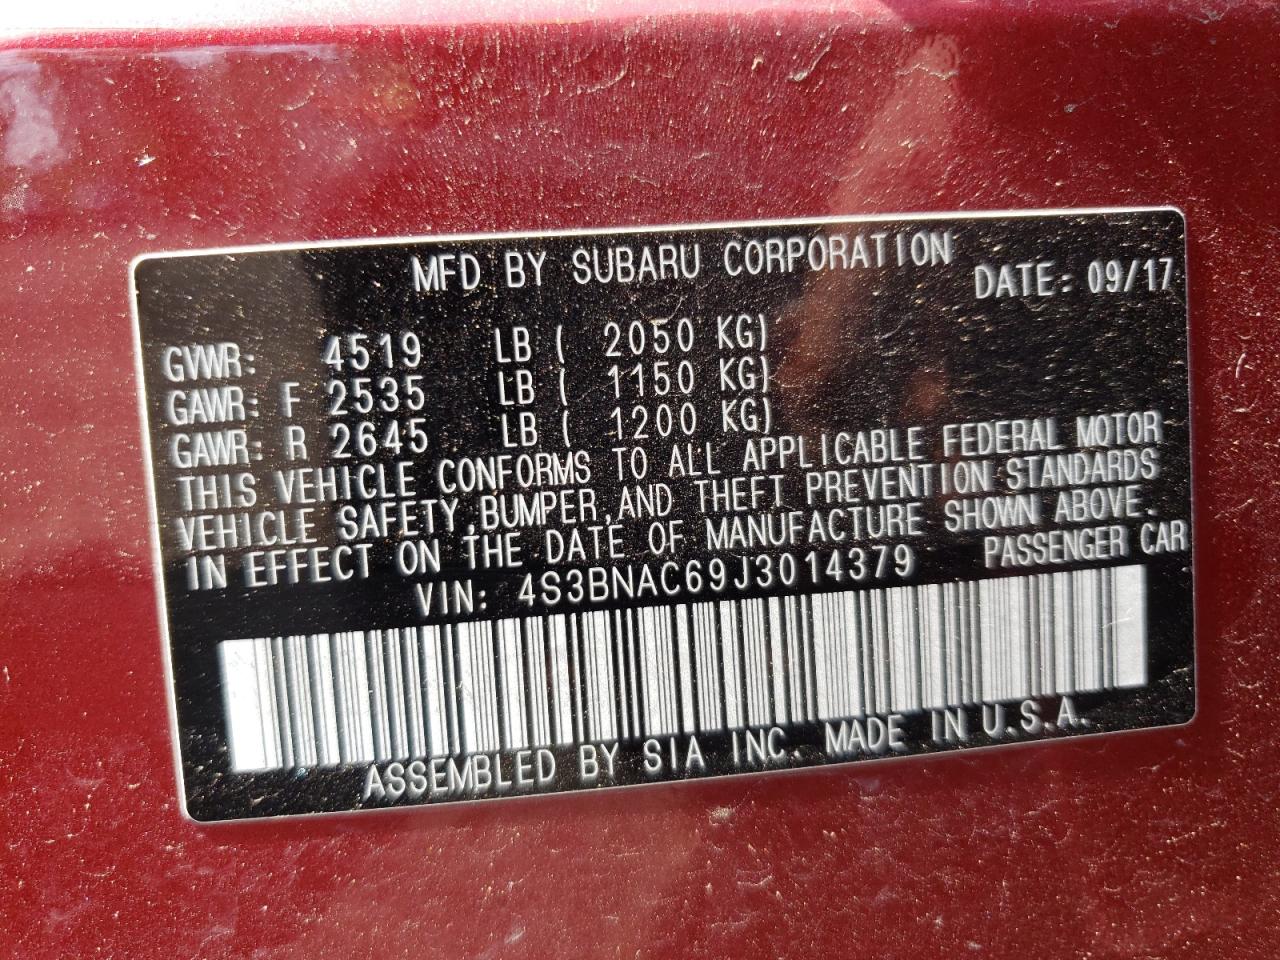 MFD BY SUBARU CORPORATION DATE: 09/17
GVWR: 4519 LB ( 2050 KG)
GAWR: F 2535 LB ( 1150 KG)
GAWR: R 2645 LB ( 1200 KG)
THIS VEHICLE CONFORMS TO ALL APPLICABLE FEDERAL MOTOR
VEHICLE SAFETY, BUMPER, AND THEFT PREVENTION STANDARDS
IN EFFECT ON THE DATE OF MANUFACTURE SHOWN ABOVE.
VIN: 4S3BNAC69J3014379 PASSENGER CAR
ASSEMBLED BY SIA INC. MADE IN U.S.A.